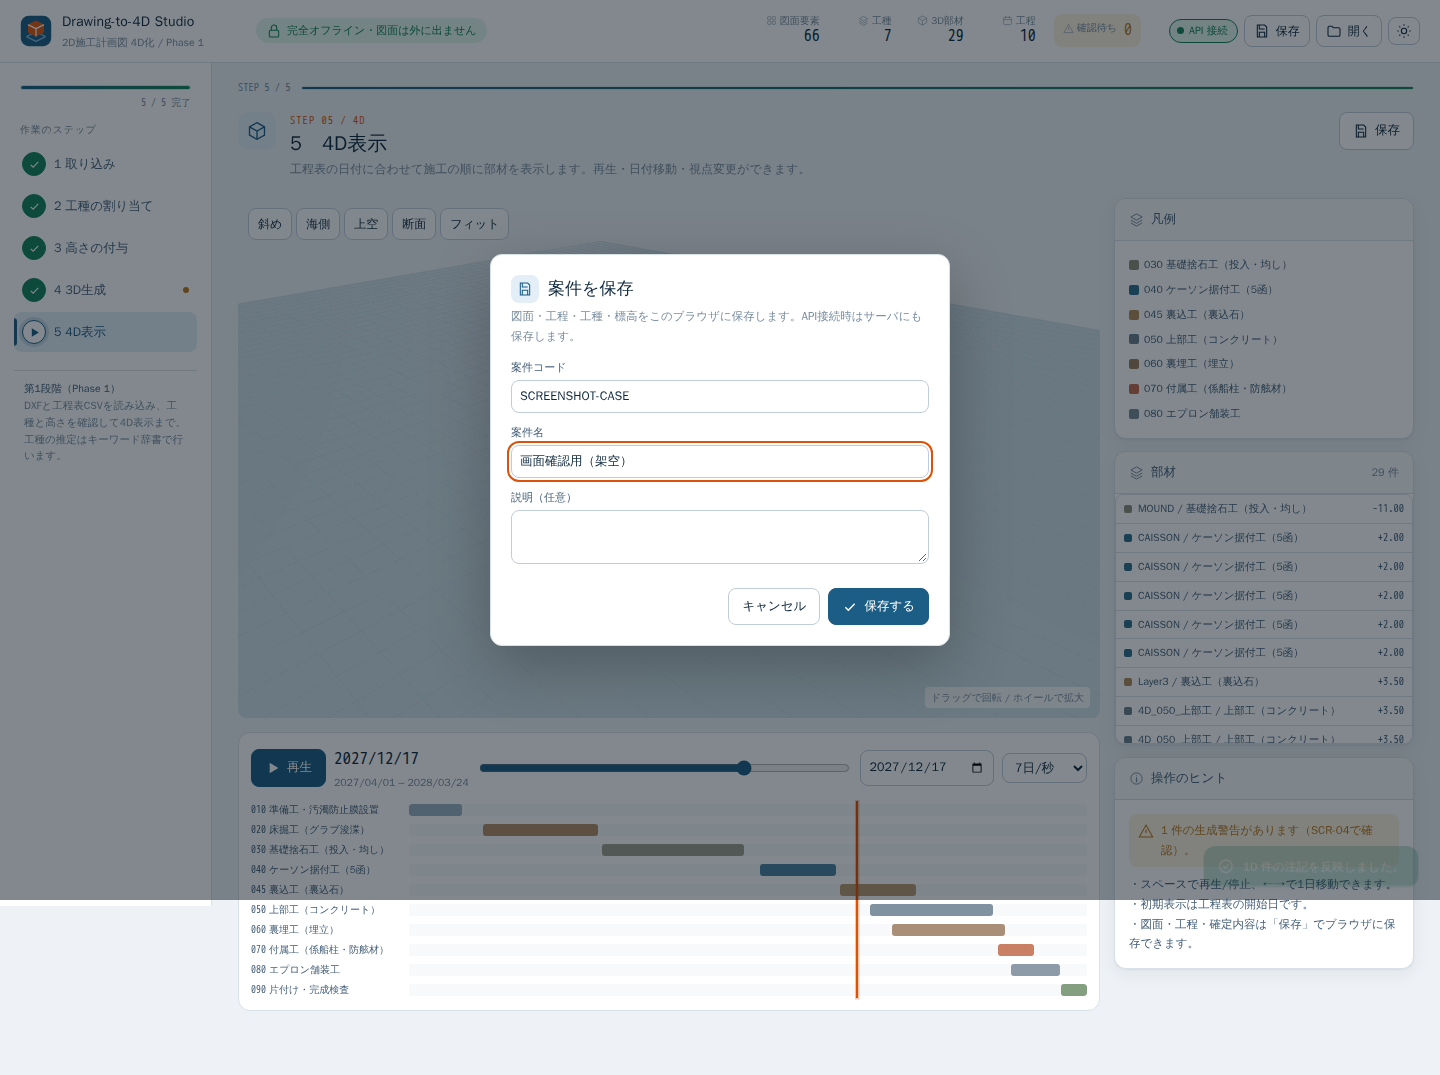 Drawing-to-4D Studio
2D施工計画図 4D化 / Phase 1
完全オフライン・図面は外に出ません
図面要素
66
工種
7
3D部材
29
工程
10
確認待ち 0
API 接続
保存
開く
5 / 5 完了
作業のステップ
1 取り込み
2 工種の割り当て
3 高さの付与
4 3D生成
5 4D表示
第1段階（Phase 1）
DXFと工程表CSVを読み込み、工
種と高さを確認して4D表示まで。
工種の推定はキーワード辞書で行
います。
STEP 5 / 5
STEP 05 / 4D
5 4D表示
工程表の日付に合わせて施工の順に部材を表示します。再生・日付移動・視点変更ができます。
保存
斜め
海側
上空
断面
フィット
案件を保存
図面・工程・工種・標高をこのブラウザに保存します。API接続時はサーバにも
保存します。
案件コード
SCREENSHOT-CASE
案件名
画面確認用（架空）
説明（任意）
キャンセル
保存する
ドラッグで回転 / ホイールで拡大
凡例
030 基礎捨石工（投入・均し）
040 ケーソン据付工（5函）
045 裏込工（裏込石）
050 上部工（コンクリート）
060 裏埋工（埋立）
070 付属工（係船柱・防舷材）
080 エプロン舗装工
部材
29 件
MOUND / 基礎捨石工（投入・均し） -11.00
CAISSON / ケーソン据付工（5函） +2.00
CAISSON / ケーソン据付工（5函） +2.00
CAISSON / ケーソン据付工（5函） +2.00
CAISSON / ケーソン据付工（5函） +2.00
CAISSON / ケーソン据付工（5函） +2.00
Layer3 / 裏込工（裏込石） +3.50
4D_050_上部工 / 上部工（コンクリート） +3.50
4D_050_上部工 / 上部工（コンクリート） +3.50
操作のヒント
1 件の生成警告があります（SCR-04で確
認）。
10 件の注記を反映しました。
・スペースで再生/停止、← →で1日移動できます。
・初期表示は工程表の開始日です。
・図面・工程・確定内容は「保存」でブラウザに保
存できます。
再生
2027/12/17
2027/04/01 – 2028/03/24
2027/12/17
7日/秒
010 準備工・汚濁防止膜設置
020 床掘工（グラブ浚渫）
030 基礎捨石工（投入・均し）
040 ケーソン据付工（5函）
045 裏込工（裏込石）
050 上部工（コンクリート）
060 裏埋工（埋立）
070 付属工（係船柱・防舷材）
080 エプロン舗装工
090 片付け・完成検査